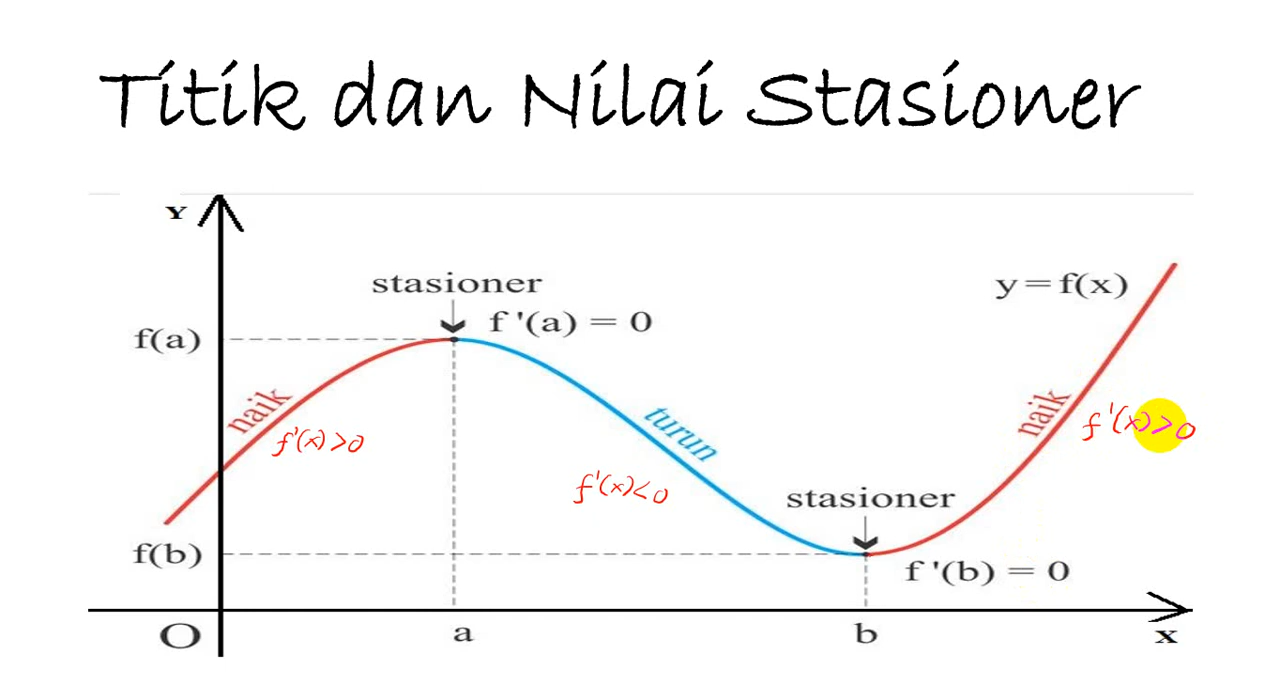 Titik dan Nilai Stasioner
Y
stasioner
y=f(x)
f(a)
f '(a) = 0
naik
f'(x)>0
turun
naik
f'(x)>0
f'(x)<0
stasioner
f(b)
f '(b) = 0
O
a
b
x